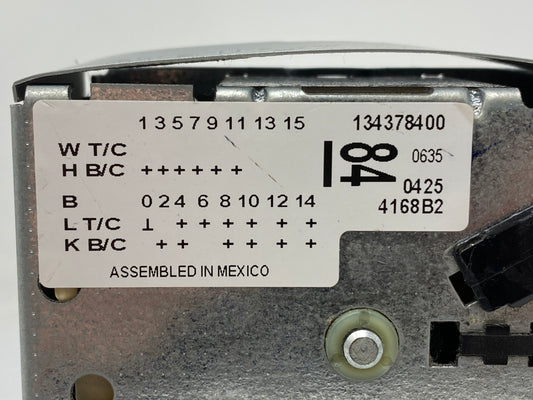 1 3 5 7 9 11 13 15 134378400
W T/C
H B/C ++++++ 84 0635
B 0 2 4 6 8 10 12 14 0425
L T/C ⊥ + + + + + + 4168B2
K B/C + + + + + +
ASSEMBLED IN MEXICO